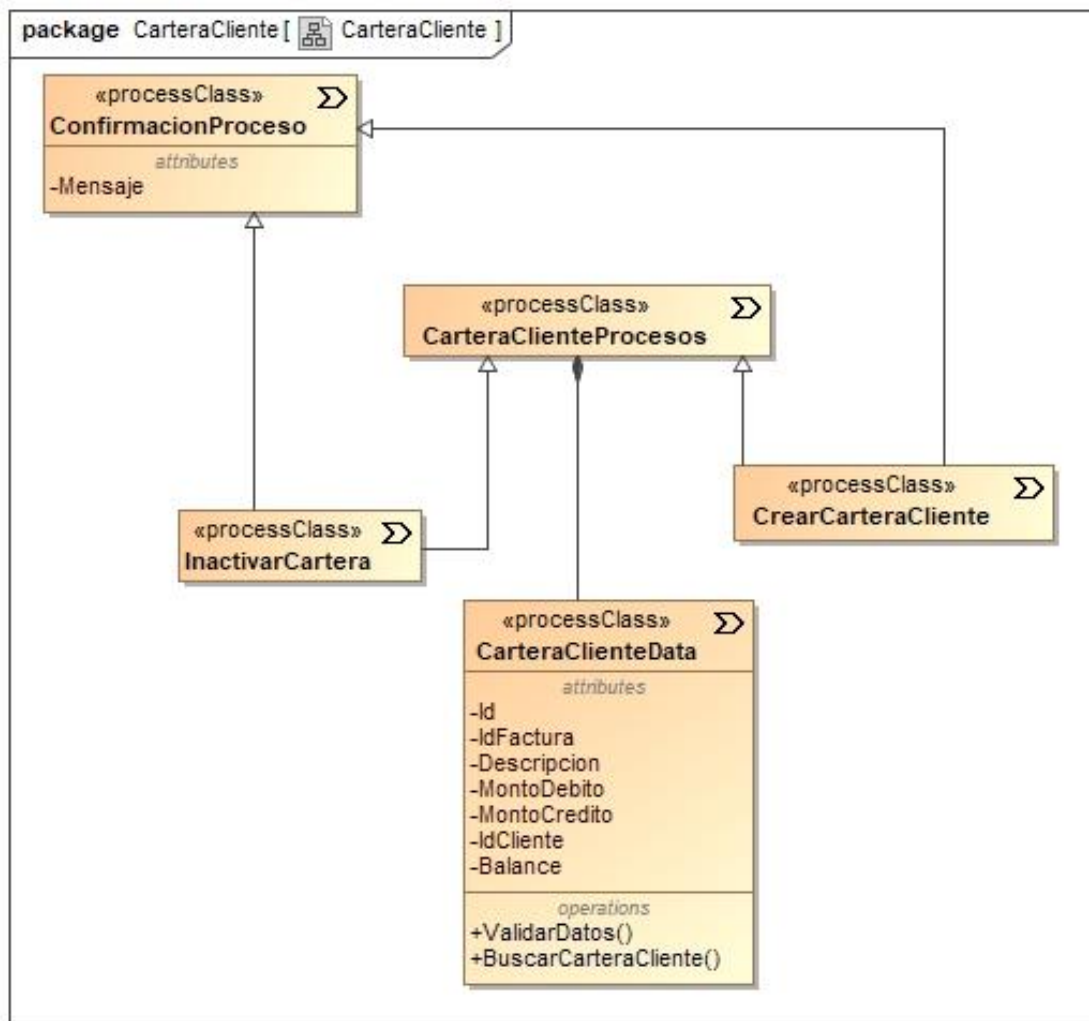 package CarteraCliente [ CarteraCliente ]
«processClass»
ConfirmacionProceso
attributes
-Mensaje
«processClass»
CarteraClienteProcesos
«processClass»
CrearCarteraCliente
«processClass»
InactivarCartera
«processClass»
CarteraClienteData
attributes
-Id
-IdFactura
-Descripcion
-MontoDebito
-MontoCredito
-IdCliente
-Balance
operations
+ValidarDatos()
+BuscarCarteraCliente()